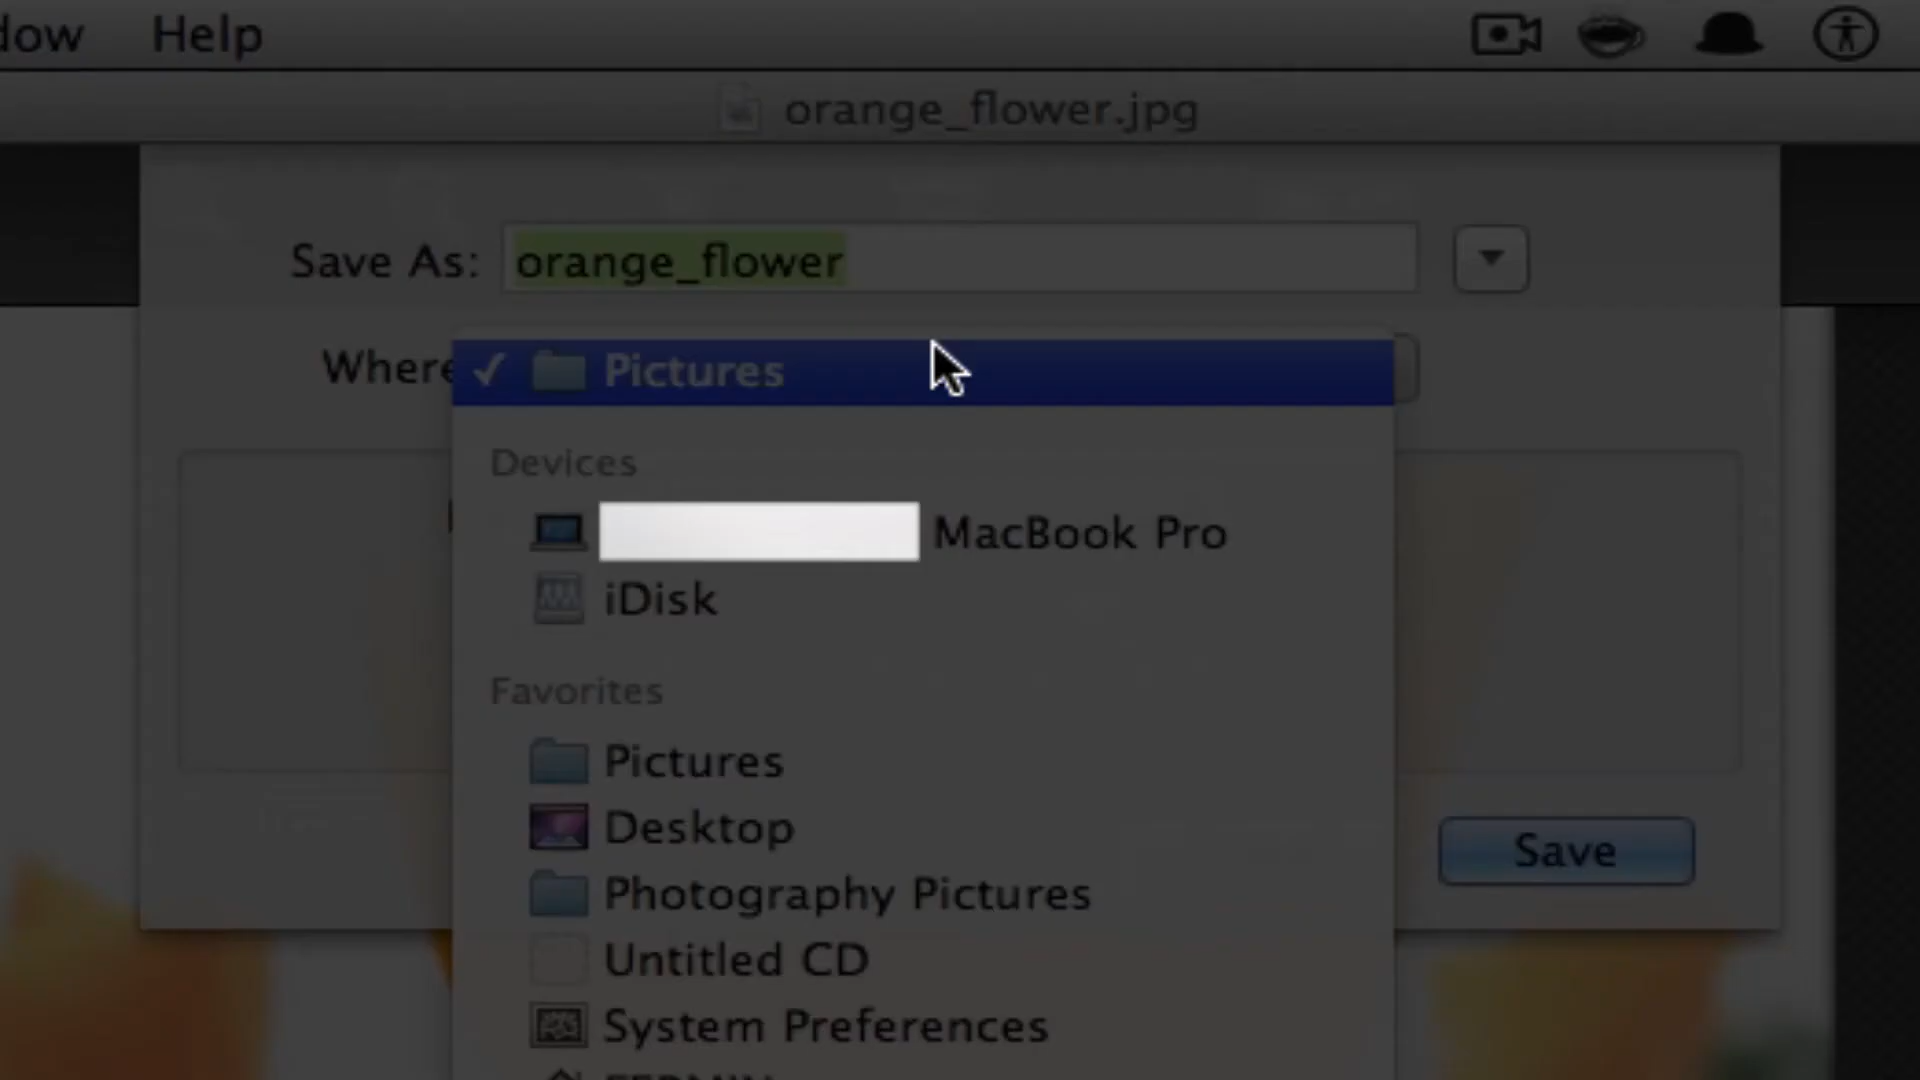 Help
orange_flower.jpg
Save As: orange_flower
Where
Pictures
Devices
MacBook Pro
iDisk
Favorites
Pictures
Desktop
Photography Pictures
Save
Untitled CD
System Preferences